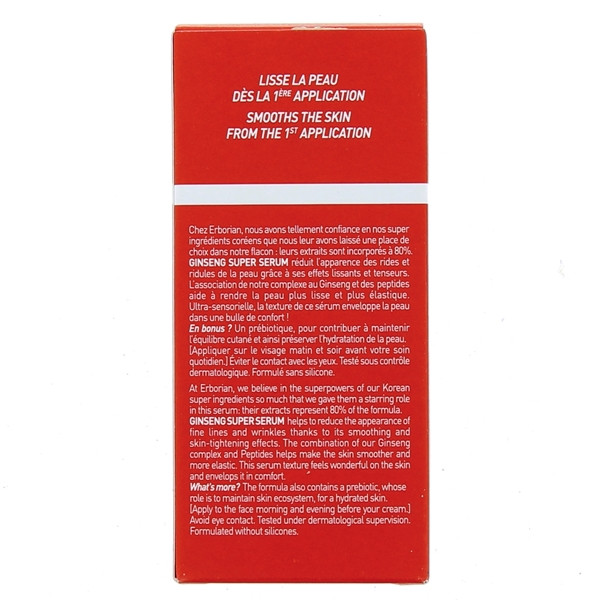 LISSE LA PEAU
DÈS LA 1ÈRE APPLICATION
SMOOTHS THE SKIN
FROM THE 1ST APPLICATION
Chez Erborian, nous avons tellement confiance en nos super
ingrédients coréens que nous leur avons laissé une place de
choix dans notre flacon : leurs extraits sont incorporés à 80%.
GINSENG SUPER SERUM réduit l'apparence des rides et
ridules de la peau grâce à ses effets lissants et tenseurs.
L'association de notre complexe au Ginseng et des peptides
aide à rendre la peau plus lisse et plus élastique.
Ultra-sensorielle, la texture de ce sérum enveloppe la peau
dans une bulle de confort !
En bonus ? Un prébiotique, pour contribuer à maintenir
l'équilibre cutané et ainsi préserver l'hydratation de la peau.
[Appliquer sur le visage matin et soir avant votre soin
quotidien.] Éviter le contact avec les yeux. Testé sous contrôle
dermatologique. Formulé sans silicone.
At Erborian, we believe in the superpowers of our Korean
super ingredients so much that we gave them a starring role
in this serum: their extracts represent 80% of the formula.
GINSENG SUPER SERUM helps to reduce the appearance of
fine lines and wrinkles thanks to its smoothing and
skin-tightening effects. The combination of our Ginseng
complex and Peptides helps make the skin smoother and
more elastic. This serum texture feels wonderful on the skin
and envelops it in comfort.
What's more? The formula also contains a prebiotic, whose
role is to maintain skin ecosystem, for a hydrated skin.
[Apply to the face morning and evening before your cream.]
Avoid eye contact. Tested under dermatological supervision.
Formulated without silicones.